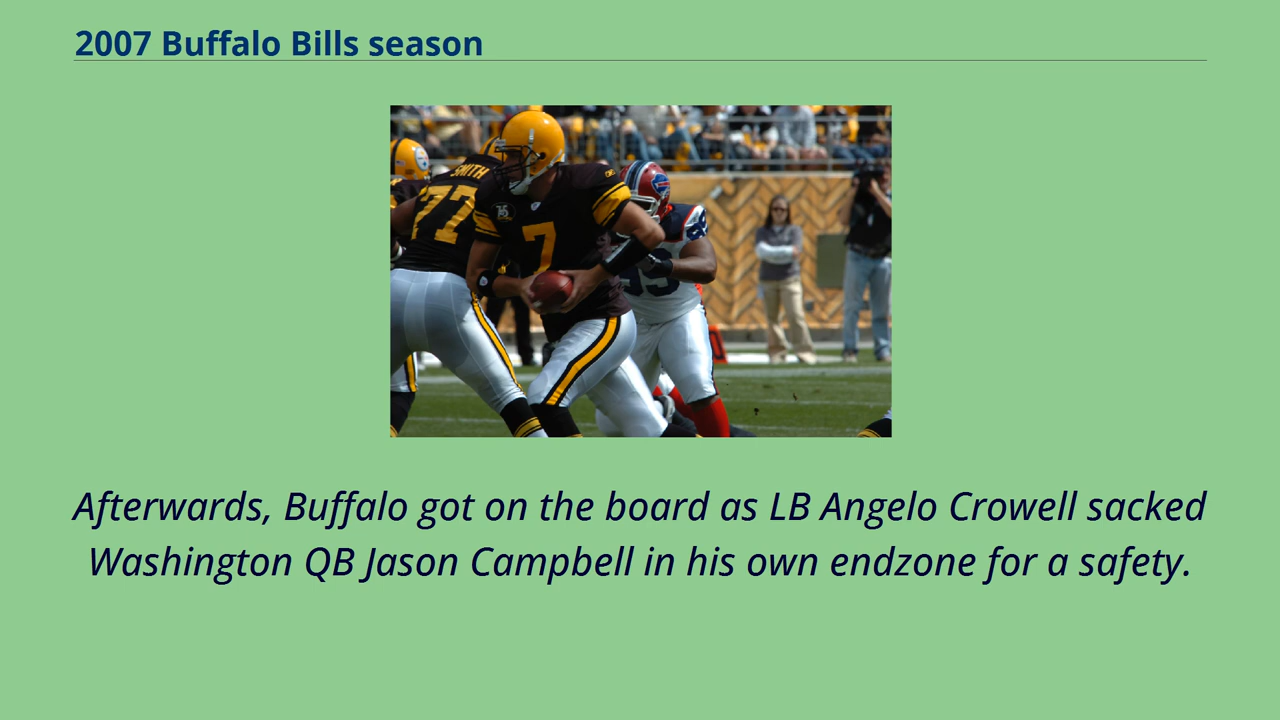 2007 Buffalo Bills season
SMITH
77
7
Afterwards, Buffalo got on the board as LB Angelo Crowell sacked
Washington QB Jason Campbell in his own endzone for a safety.